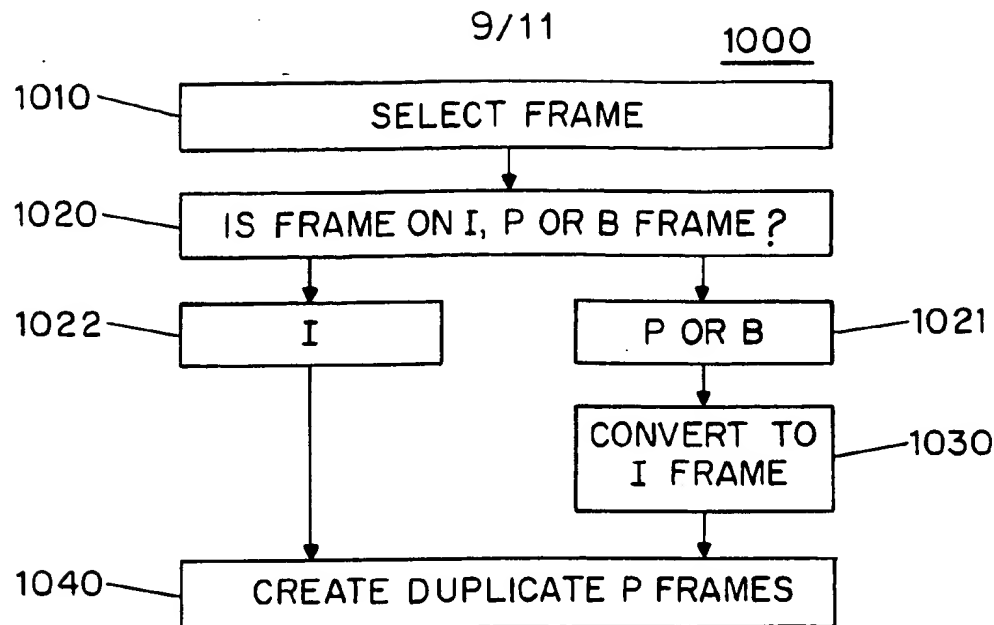 9/11
1000
1010
SELECT FRAME
1020
IS FRAME ON I, P OR B FRAME?
1022
I
P OR B
1021
CONVERT TO
I FRAME
1030
1040
CREATE DUPLICATE P FRAMES